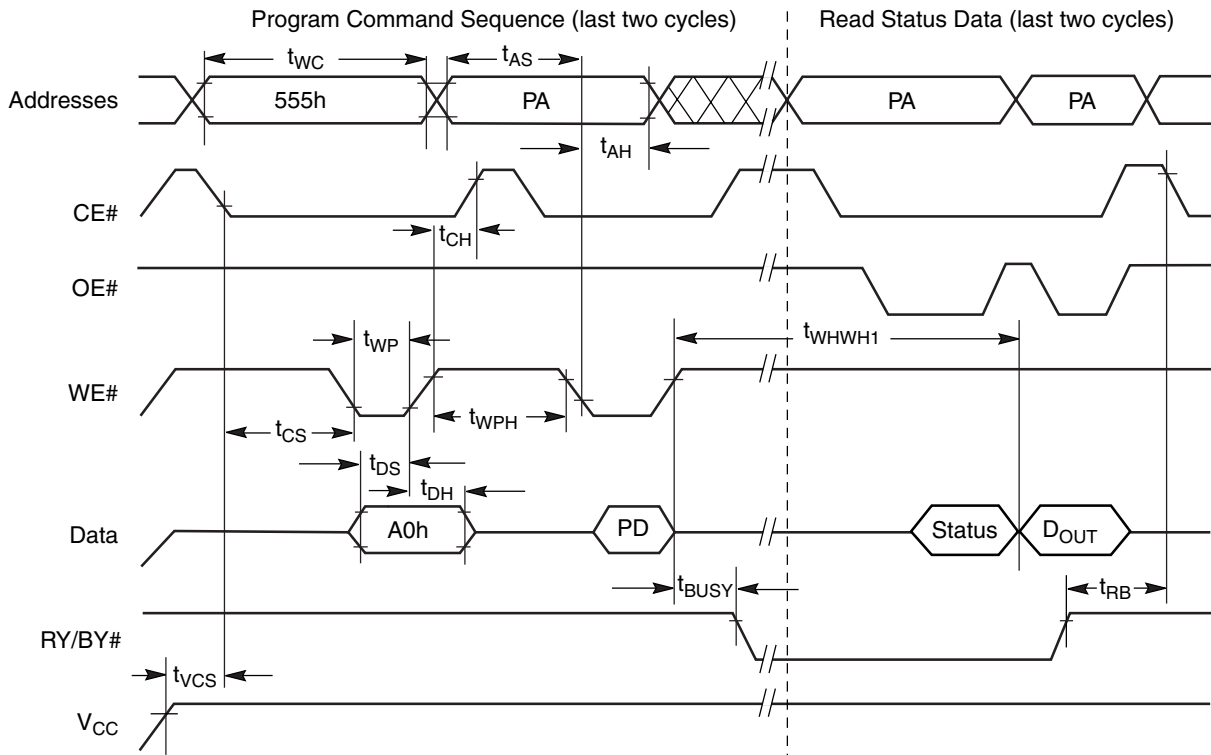 Program Command Sequence (last two cycles)
Read Status Data (last two cycles)
tWC
tAS
Addresses
555h
PA
PA
PA
tAH
CE#
tCH
OE#
tWP
tWHWH1
WE#
tCS
tWPH
tDS
tDH
Data
A0h
PD
Status
DOUT
tBUSY
tRB
RY/BY#
tVCS
VCC